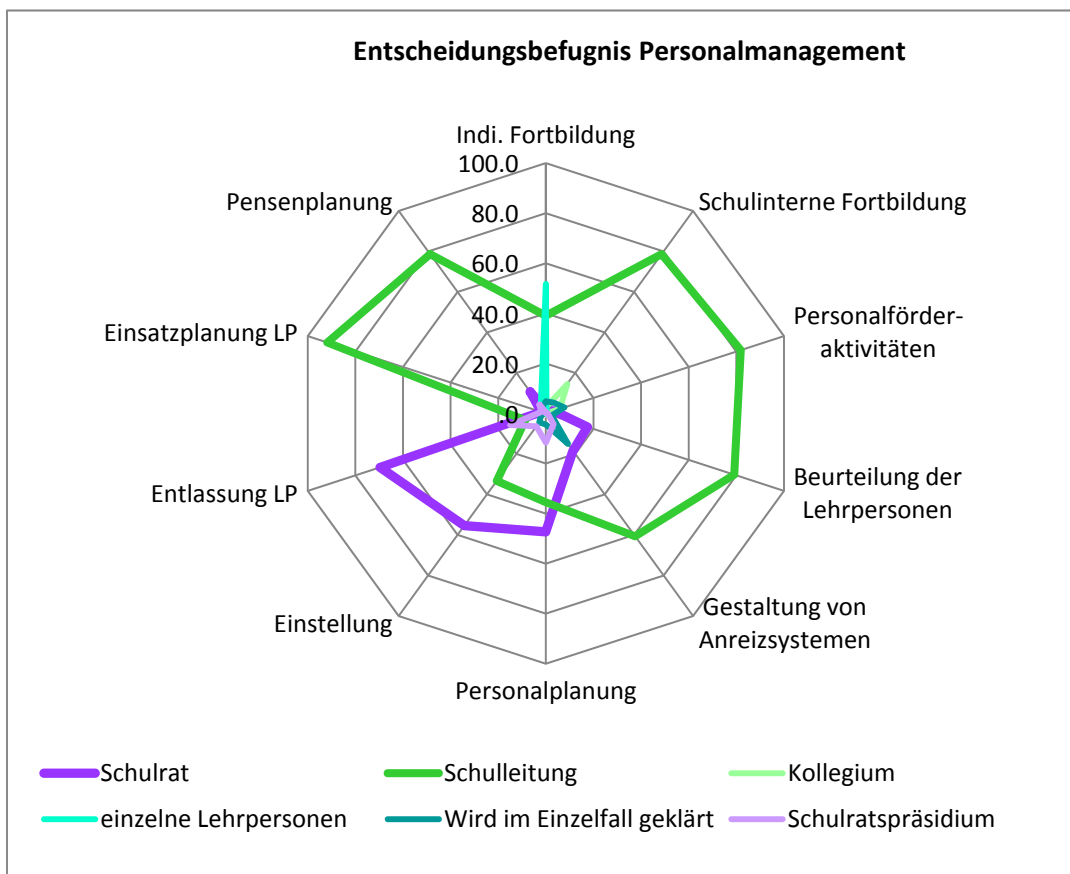 Entscheidungsbefugnis Personalmanagement
Indi. Fortbildung
100.0
Pensenplanung
Schulinterne Fortbildung
80.0
60.0
Einsatzplanung LP
40.0
Personalförder-
aktivitäten
20.0
.0
Entlassung LP
Beurteilung der
Lehrpersonen
Einstellung
Gestaltung von
Anreizsystemen
Personalplanung
Schulrat
Schulleitung
Kollegium
einzelne Lehrpersonen
Wird im Einzelfall geklärt
Schulratspräsidium